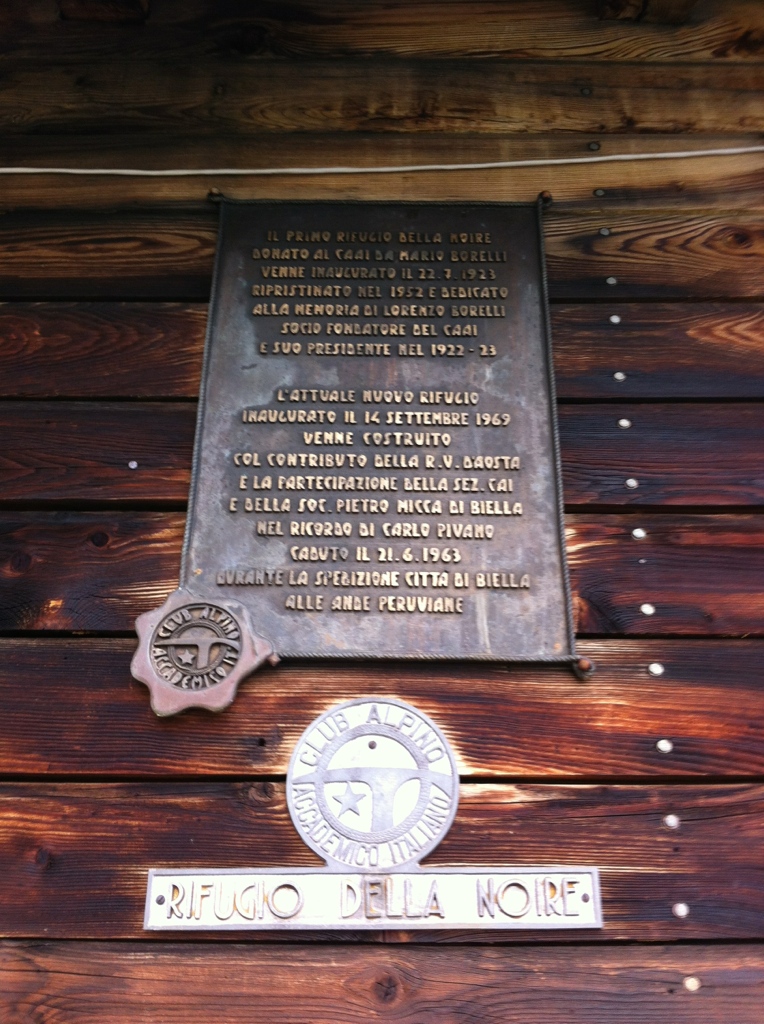 IL PRIMO RIFUGIO DELLA NOIRE
DONATO AL CAAI DA MARIO BORELLI
VENNE INAUGURATO IL 22.7.1923
RIPRISTINATO NEL 1952 E DEDICATO
ALLA MEMORIA DI LORENZO BORELLI
SOCIO FONDATORE DEL CAAI
E SUO PRESIDENTE NEL 1922-23
L'ATTUALE NUOVO RIFUGIO
INAUGURATO IL 14 SETTEMBRE 1969
VENNE COSTRUITO
COL CONTRIBUTO DELLA R.V. D'AOSTA
E LA PARTECIPAZIONE DELLA SEZ. CAI
E DELLA SOC. PIETRO MICCA DI BIELLA
NEL RICORDO DI CARLO PIVANO
CADUTO IL 21.6.1963
DURANTE LA SPEDIZIONE CITTA DI BIELLA
ALLE ANDE PERUVIANE
CLUB ALPINO
ACCADEMICO IT
CLUB ALPINO
ACCADEMICO ITALIANO
RIFUGIO DELLA NOIRE